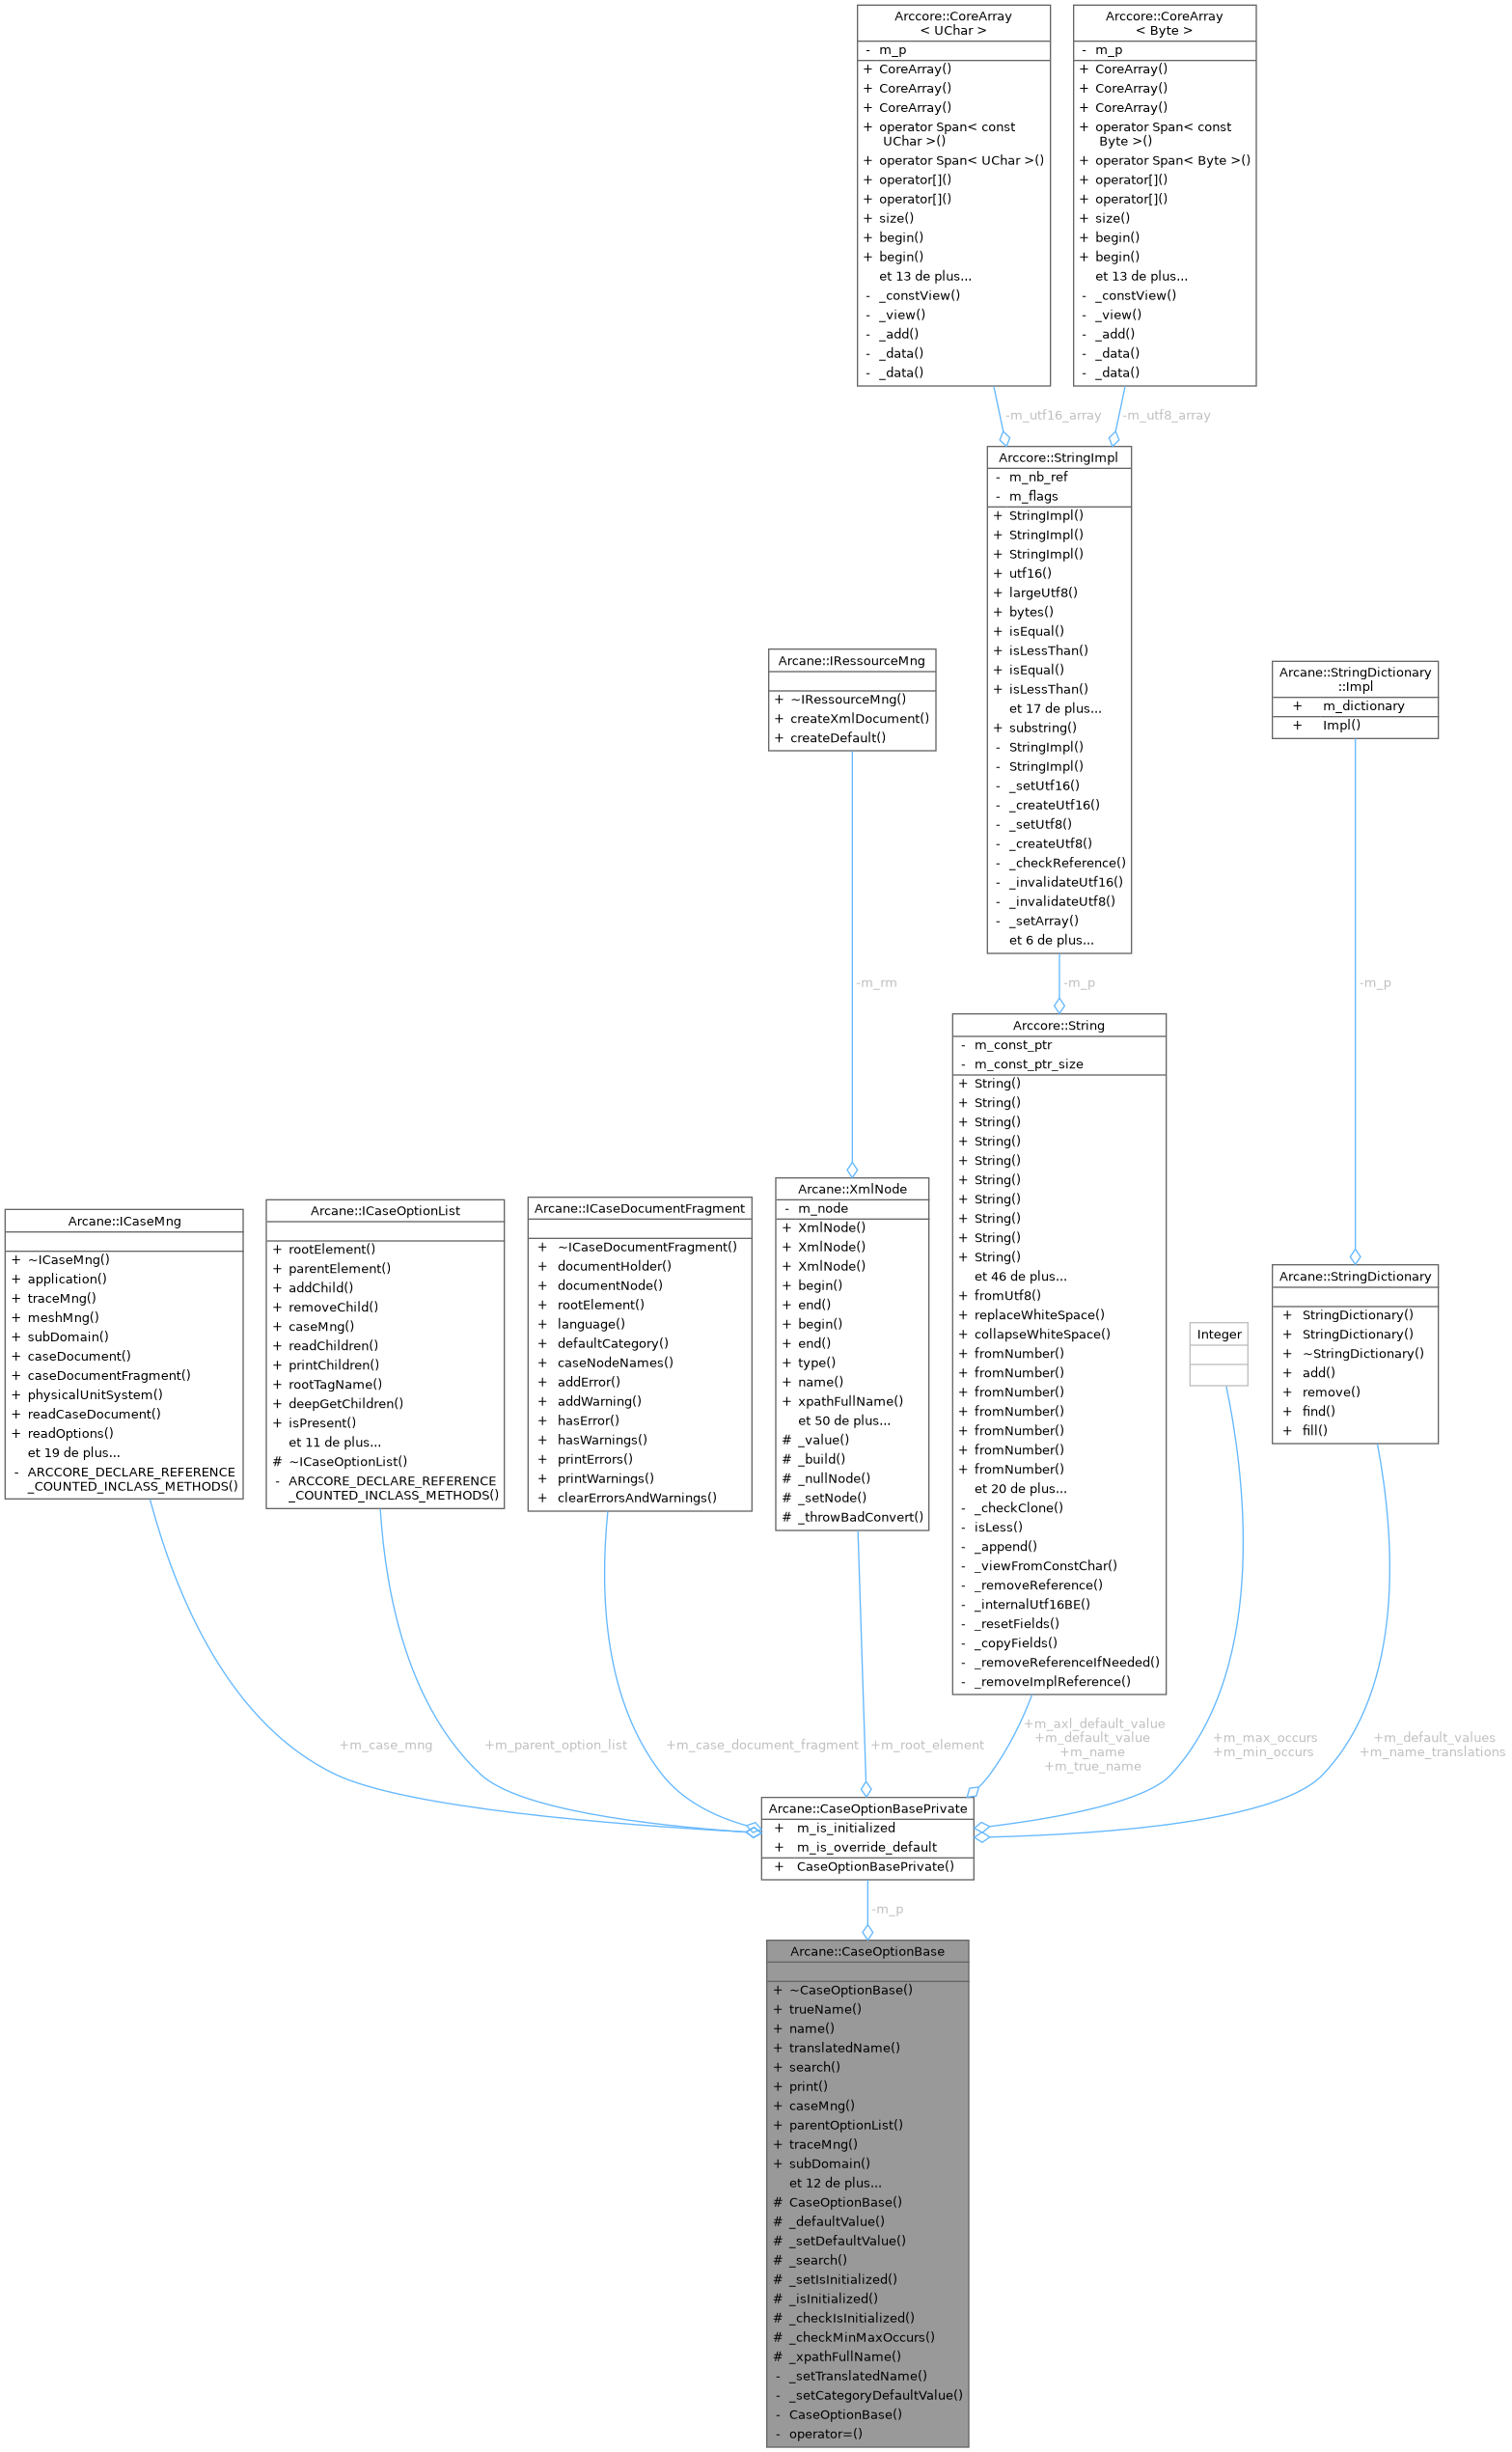 Arccore::CoreArray
< UChar >
- m_p
+ CoreArray()
+ CoreArray()
+ CoreArray()
+ operator Span< const
UChar >()
+ operator Span< UChar >()
+ operator[]()
+ operator[]()
+ size()
+ begin()
+ begin()
et 13 de plus...
- _constView()
- _view()
- _add()
- _data()
- _data()
Arccore::CoreArray
< Byte >
- m_p
+ CoreArray()
+ CoreArray()
+ CoreArray()
+ operator Span< const
Byte >()
+ operator Span< Byte >()
+ operator[]()
+ operator[]()
+ size()
+ begin()
+ begin()
et 13 de plus...
- _constView()
- _view()
- _add()
- _data()
- _data()
-m_utf16_array
-m_utf8_array
Arccore::StringImpl
- m_nb_ref
- m_flags
+ StringImpl()
+ StringImpl()
+ StringImpl()
+ utf16()
+ largeUtf8()
+ bytes()
+ isEqual()
+ isLessThan()
+ isEqual()
+ isLessThan()
et 17 de plus...
+ substring()
- StringImpl()
- StringImpl()
- _setUtf16()
- _createUtf16()
- _setUtf8()
- _createUtf8()
- _checkReference()
- _invalidateUtf16()
- _invalidateUtf8()
- _setArray()
et 6 de plus...
Arcane::IRessourceMng
+ ~IRessourceMng()
+ createXmlDocument()
+ createDefault()
Arcane::StringDictionary
::Impl
+ m_dictionary
+ Impl()
-m_rm
-m_p
-m_p
Arccore::String
- m_const_ptr
- m_const_ptr_size
+ String()
+ String()
+ String()
+ String()
+ String()
+ String()
+ String()
+ String()
+ String()
+ String()
et 46 de plus...
+ fromUtf8()
+ replaceWhiteSpace()
+ collapseWhiteSpace()
+ fromNumber()
+ fromNumber()
+ fromNumber()
+ fromNumber()
+ fromNumber()
+ fromNumber()
+ fromNumber()
et 20 de plus...
- _checkClone()
- isLess()
- _append()
- _viewFromConstChar()
- _removeReference()
- _internalUtf16BE()
- _resetFields()
- _copyFields()
- _removeReferenceIfNeeded()
- _removeImplReference()
Arcane::ICaseMng
+ ~ICaseMng()
+ application()
+ traceMng()
+ meshMng()
+ subDomain()
+ caseDocument()
+ caseDocumentFragment()
+ physicalUnitSystem()
+ readCaseDocument()
+ readOptions()
et 19 de plus...
- ARCCORE_DECLARE_REFERENCE
_COUNTED_INCLASS_METHODS()
Arcane::ICaseOptionList
+ rootElement()
+ parentElement()
+ addChild()
+ removeChild()
+ caseMng()
+ readChildren()
+ printChildren()
+ rootTagName()
+ deepGetChildren()
+ isPresent()
et 11 de plus...
# ~ICaseOptionList()
- ARCCORE_DECLARE_REFERENCE
_COUNTED_INCLASS_METHODS()
Arcane::ICaseDocumentFragment
+ ~ICaseDocumentFragment()
+ documentHolder()
+ documentNode()
+ rootElement()
+ language()
+ defaultCategory()
+ caseNodeNames()
+ addError()
+ addWarning()
+ hasError()
+ hasWarnings()
+ printErrors()
+ printWarnings()
+ clearErrorsAndWarnings()
Arcane::XmlNode
- m_node
+ XmlNode()
+ XmlNode()
+ XmlNode()
+ begin()
+ end()
+ begin()
+ end()
+ type()
+ name()
+ xpathFullName()
et 50 de plus...
# _value()
# _build()
# _nullNode()
# _setNode()
# _throwBadConvert()
Integer
Arcane::StringDictionary
+ StringDictionary()
+ StringDictionary()
+ ~StringDictionary()
+ add()
+ remove()
+ find()
+ fill()
+m_case_mng
+m_parent_option_list
+m_case_document_fragment
+m_root_element
+m_axl_default_value
+m_default_value
+m_name
+m_true_name
+m_max_occurs
+m_min_occurs
+m_default_values
+m_name_translations
Arcane::CaseOptionBasePrivate
+ m_is_initialized
+ m_is_override_default
+ CaseOptionBasePrivate()
-m_p
Arcane::CaseOptionBase
+ ~CaseOptionBase()
+ trueName()
+ name()
+ translatedName()
+ search()
+ print()
+ caseMng()
+ parentOptionList()
+ traceMng()
+ subDomain()
et 12 de plus...
# CaseOptionBase()
# _defaultValue()
# _setDefaultValue()
# _search()
# _setIsInitialized()
# _isInitialized()
# _checkIsInitialized()
# _checkMinMaxOccurs()
# _xpathFullName()
- _setTranslatedName()
- _setCategoryDefaultValue()
- CaseOptionBase()
- operator=()